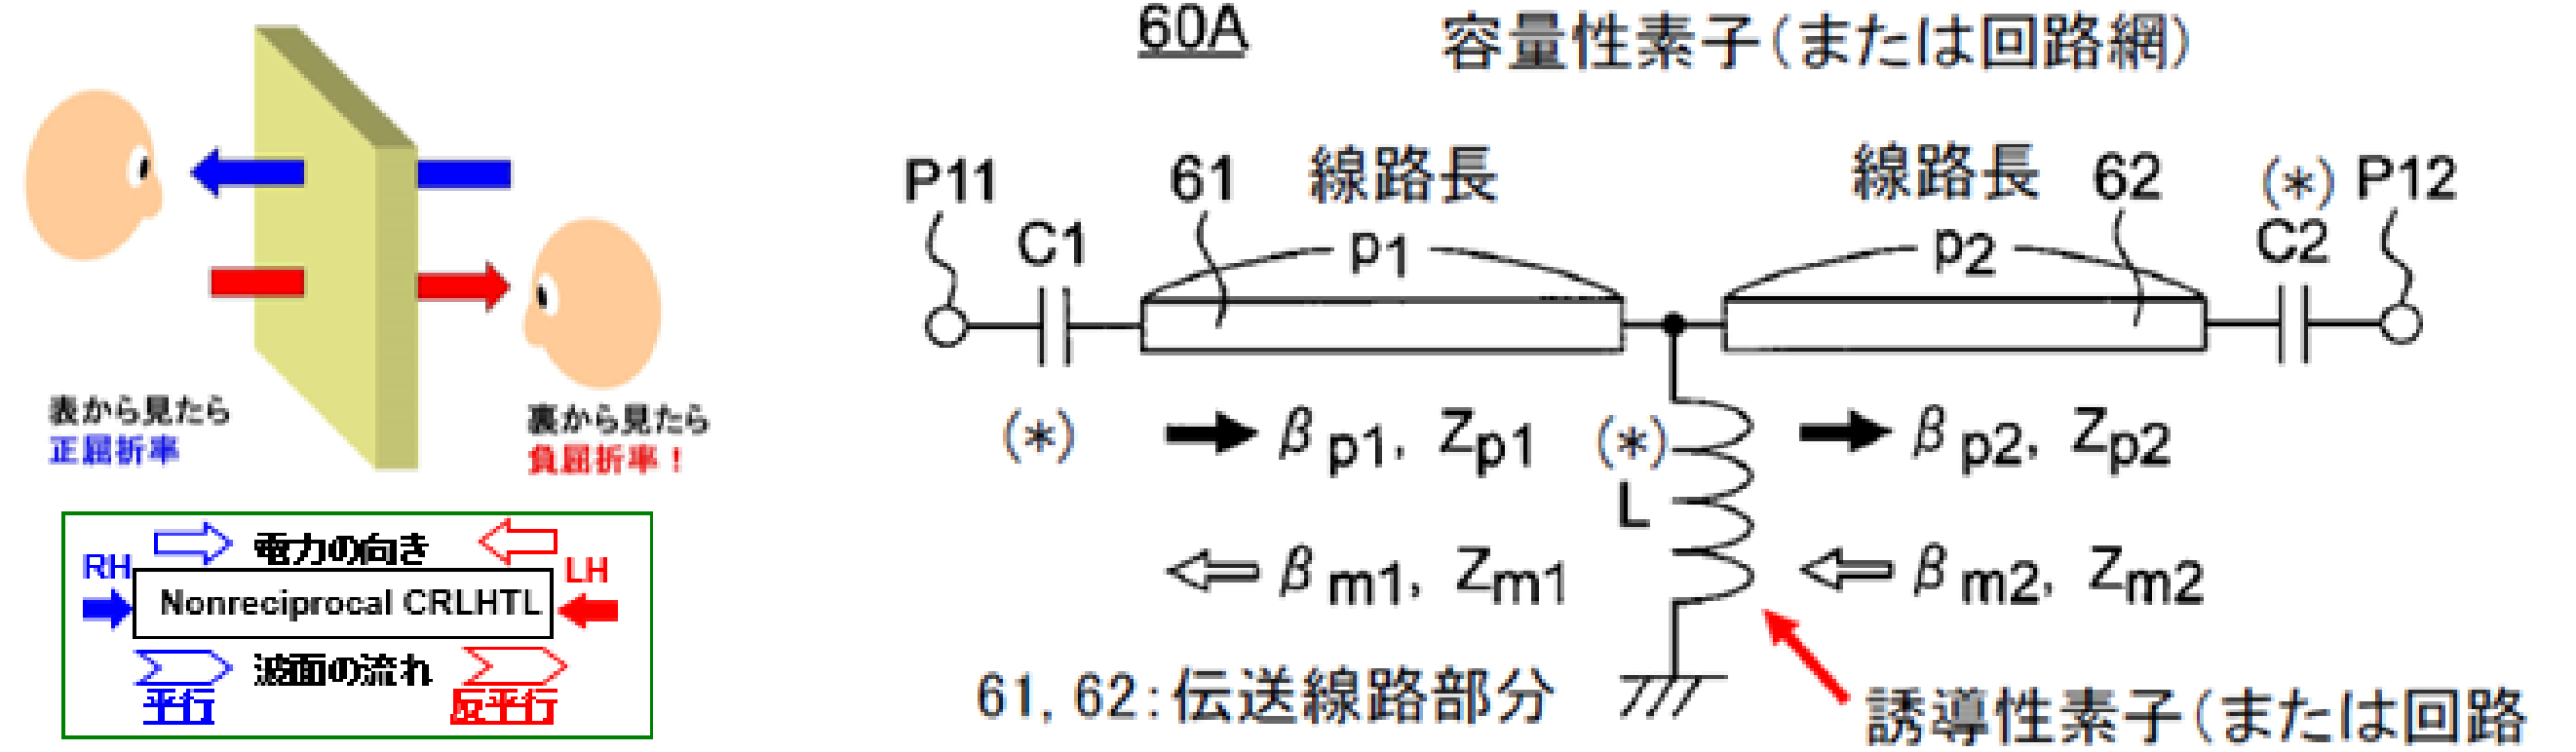 表から見たら
正屈折率
裏から見たら
負屈折率！
電力の向き
RH
LH
Nonreciprocal CRLHTL
波面の流れ
平行
反平行
60A
容量性素子(または回路網)
P11
61
線路長
線路長
62
(*)
P12
C1
p1
p2
C2
(*)
βp1, Zp1
(*)
βp2, Zp2
L
βm1, Zm1
βm2, Zm2
61, 62:伝送線路部分
誘導性素子(または回路